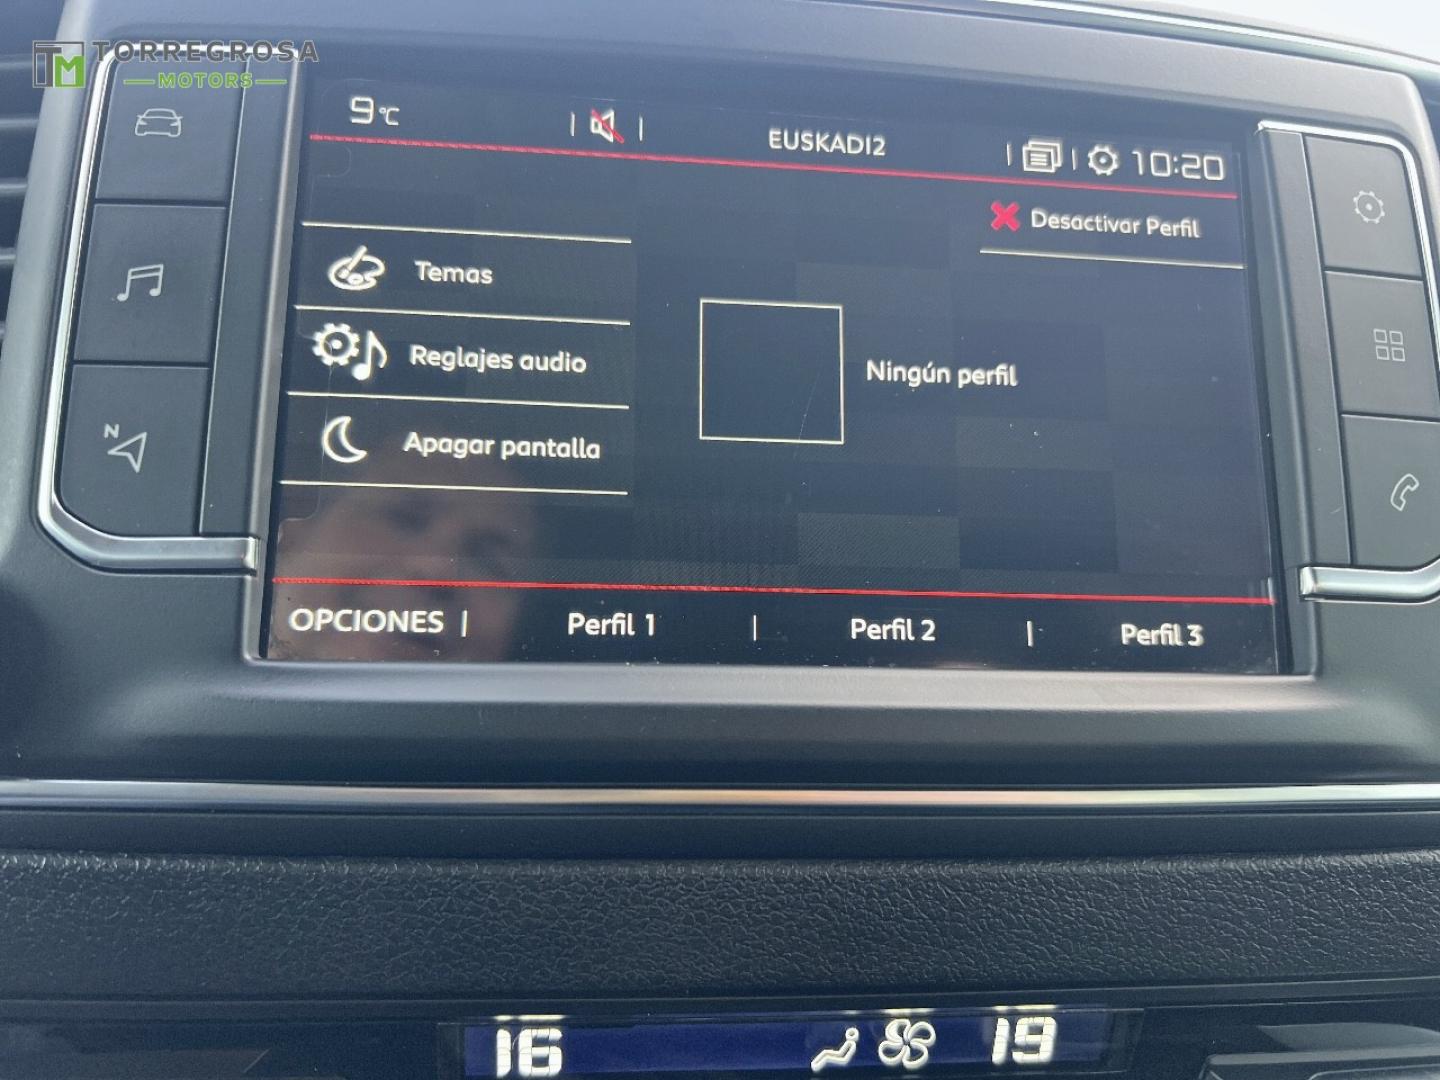 TM TORREGROSA
MOTORS
9°C
EUSKADI2
10:20
Desactivar Perfil
Temas
Reglajes audio
Ningún perfil
Apagar pantalla
N
OPCIONES
Perfil 1
Perfil 2
Perfil 3
16
19